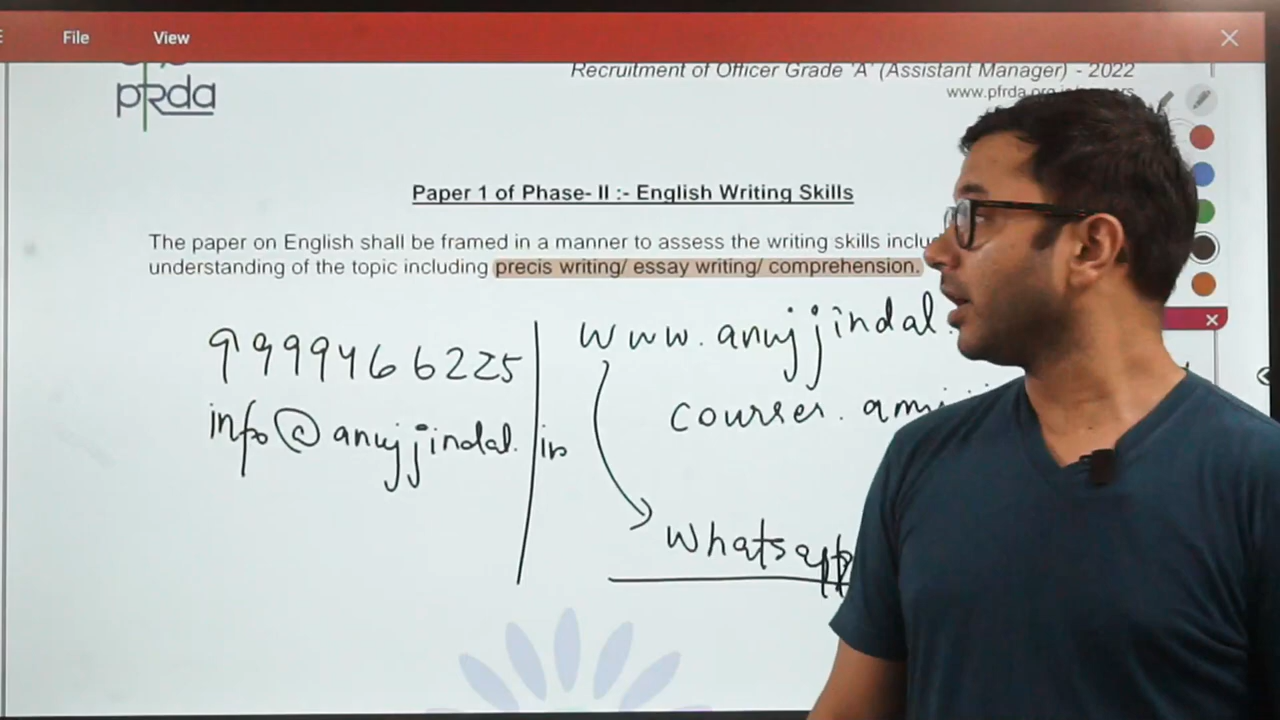 File View
pfrda
Recruitment of Officer Grade 'A' (Assistant Manager) - 2022
Paper 1 of Phase- II :- English Writing Skills
The paper on English shall be framed in a manner to assess the writing skills
understanding of the topic including precis writing/ essay writing/ comprehension.
9999466225
www.anujjindal.
info@anujjindal.in
courses.
Whatsapp